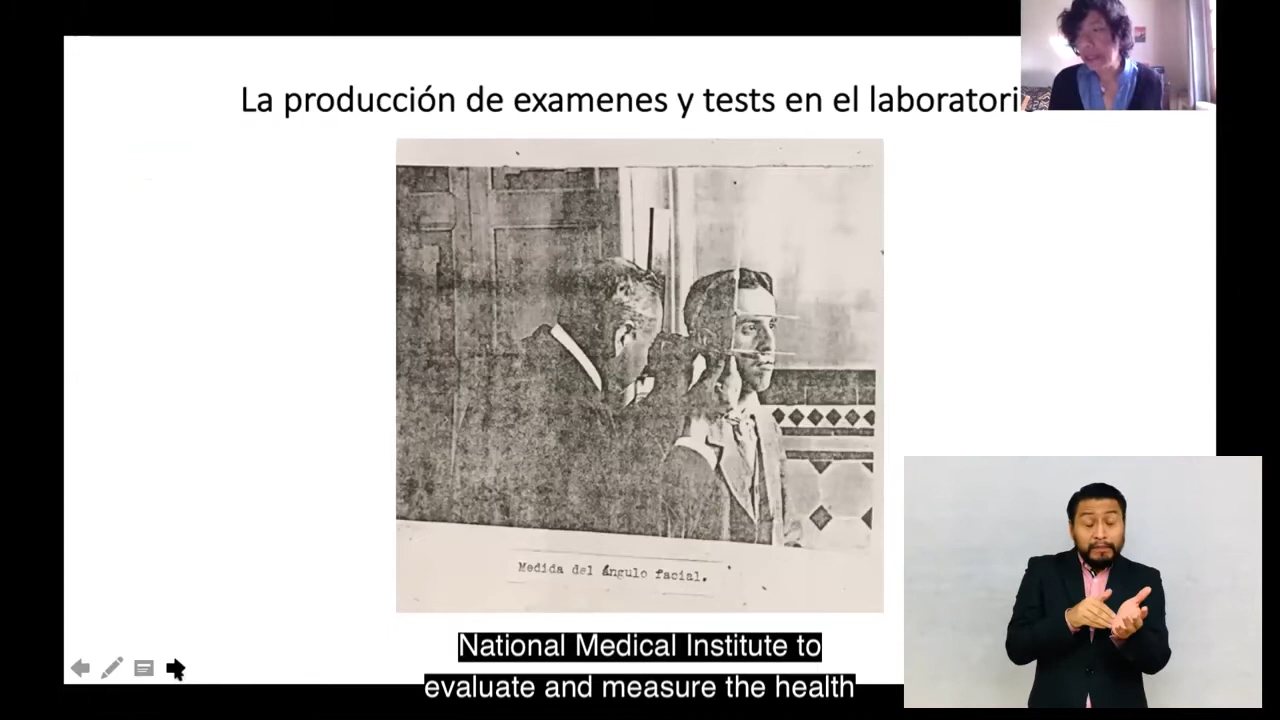 La producción de examenes y tests en el laboratorio
Medida del ángulo facial.
National Medical Institute to
evaluate and measure the health